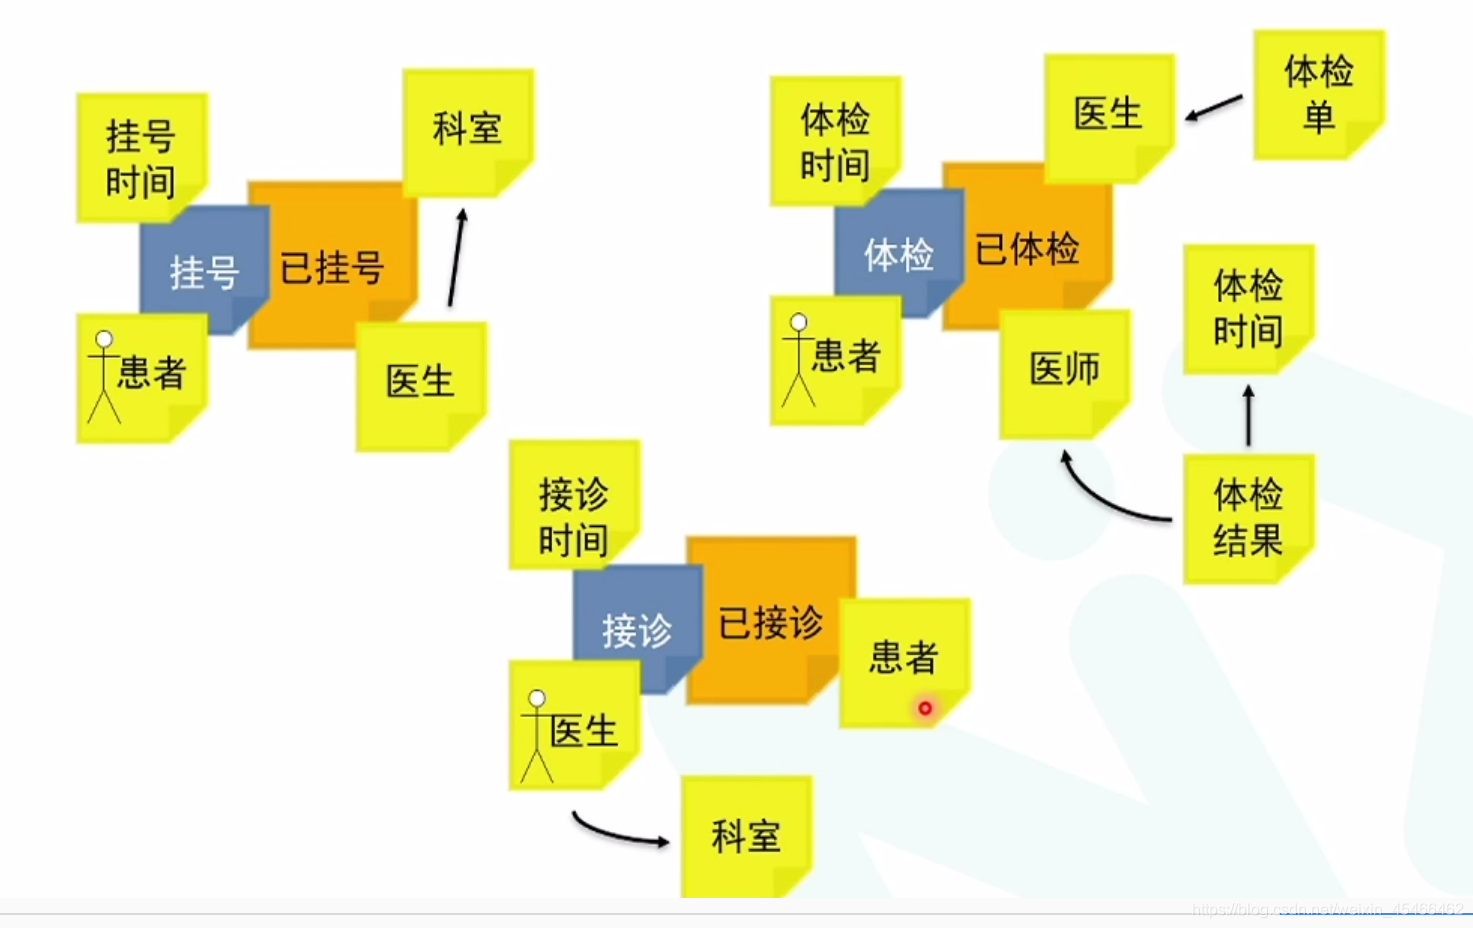 挂号
时间
科室
挂号
已挂号
患者
医生
体检
时间
医生
体检
单
体检
已体检
患者
医师
体检
时间
体检
结果
接诊
时间
接诊
已接诊
患者
医生
科室
https://blog.csdn.net/weixin_45466462